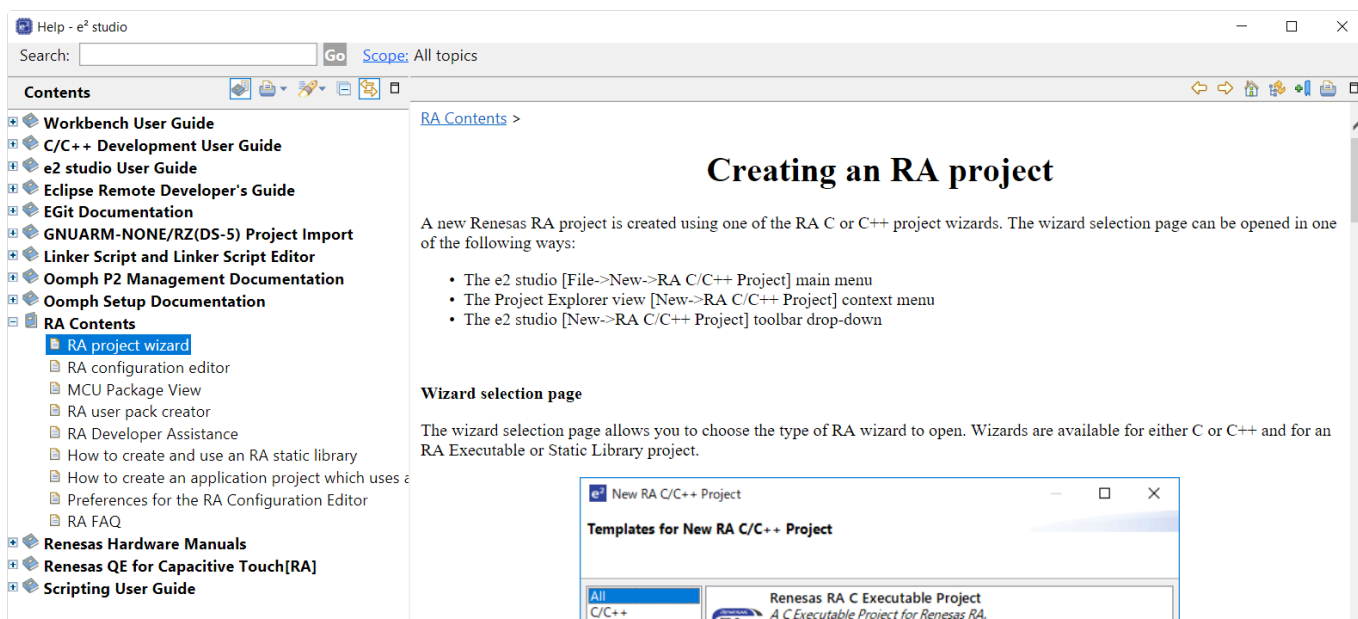 Help - e² studio
Search:
Go
Scope: All topics
Contents
Workbench User Guide
C/C++ Development User Guide
e2 studio User Guide
Eclipse Remote Developer's Guide
EGit Documentation
GNUARM-NONE/RZ(DS-5) Project Import
Linker Script and Linker Script Editor
Oomph P2 Management Documentation
Oomph Setup Documentation
RA Contents
RA project wizard
RA configuration editor
MCU Package View
RA user pack creator
RA Developer Assistance
How to create and use an RA static library
How to create an application project which uses a
Preferences for the RA Configuration Editor
RA FAQ
Renesas Hardware Manuals
Renesas QE for Capacitive Touch[RA]
Scripting User Guide
RA Contents >
Creating an RA project
A new Renesas RA project is created using one of the RA C or C++ project wizards. The wizard selection page can be opened in one
of the following ways:
• The e2 studio [File->New->RA C/C++ Project] main menu
• The Project Explorer view [New->RA C/C++ Project] context menu
• The e2 studio [New->RA C/C++ Project] toolbar drop-down
Wizard selection page
The wizard selection page allows you to choose the type of RA wizard to open. Wizards are available for either C or C++ and for an
RA Executable or Static Library project.
e² New RA C/C++ Project
Templates for New RA C/C++ Project
All
C/C++
Renesas RA C Executable Project
A C Executable Project for Renesas RA.